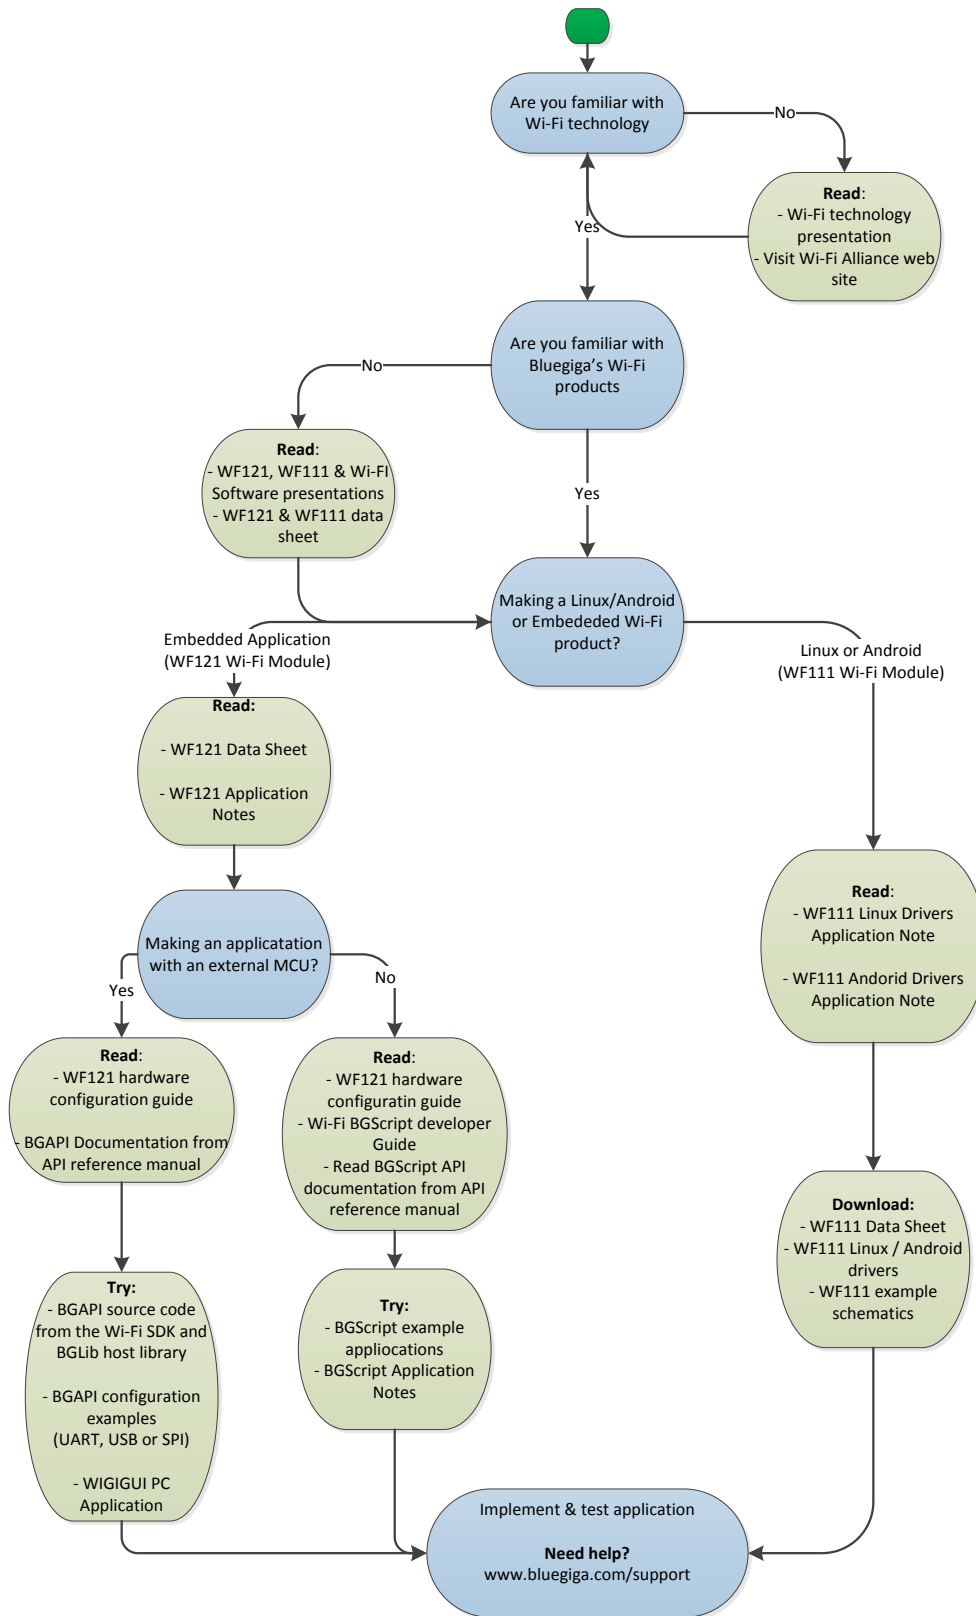 Are you familiar with
Wi-Fi technology
No
Read:
- Wi-Fi technology
presentation
- Visit Wi-Fi Alliance web
site
Yes
Are you familiar with
Bluegiga's Wi-Fi
products
No
Read:
- WF121, WF111 & Wi-FI
Software presentations
- WF121 & WF111 data
sheet
Yes
Making a Linux/Android
or Embededed Wi-Fi
product?
Embedded Application
(WF121 Wi-Fi Module)
Linux or Android
(WF111 Wi-Fi Module)
Read:
- WF121 Data Sheet
- WF121 Application
Notes
Making an applicatation
with an external MCU?
Yes
No
Read:
- WF111 Linux Drivers
Application Note
- WF111 Andorid Drivers
Application Note
Read:
- WF121 hardware
configuration guide
- BGAPI Documentation from
API reference manual
Read:
- WF121 hardware
configuratin guide
- Wi-Fi BGScript developer
Guide
- Read BGScript API
documentation from API
reference manual
Download:
- WF111 Data Sheet
- WF111 Linux / Android
drivers
- WF111 example
schematics
Try:
- BGAPI source code
from the Wi-Fi SDK and
BGLib host library
- BGAPI configuration
examples
(UART, USB or SPI)
- WIGIGUI PC
Application
Try:
- BGScript example
appliocations
- BGScript Application
Notes
Implement & test application
Need help?
www.bluegiga.com/support